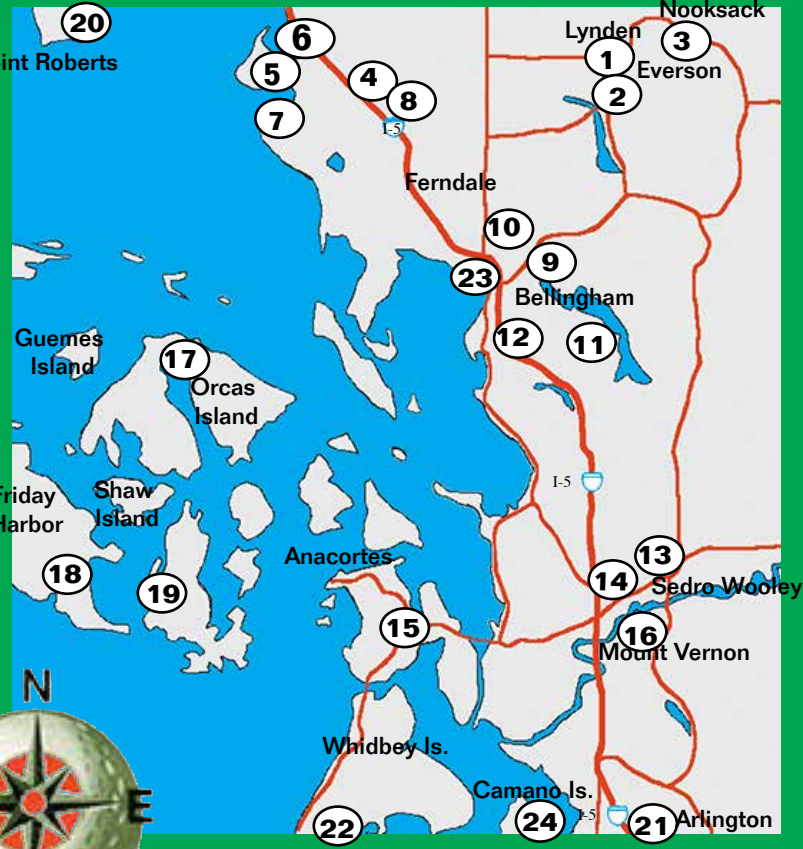 Nooksack
20
Lynden
6
3
int Roberts
1
Everson
5
4
2
8
7
I-5
Ferndale
10
9
23
Bellingham
12
11
Guemes
Island
17
Orcas
Island
I-5
Shaw
Island
Friday
Harbor
Anacortes
13
18
14
Sedro Wooley
19
15
16
Mount Vernon
N
Whidbey Is.
Camano Is.
E
22
24
I-5
21
Arlington